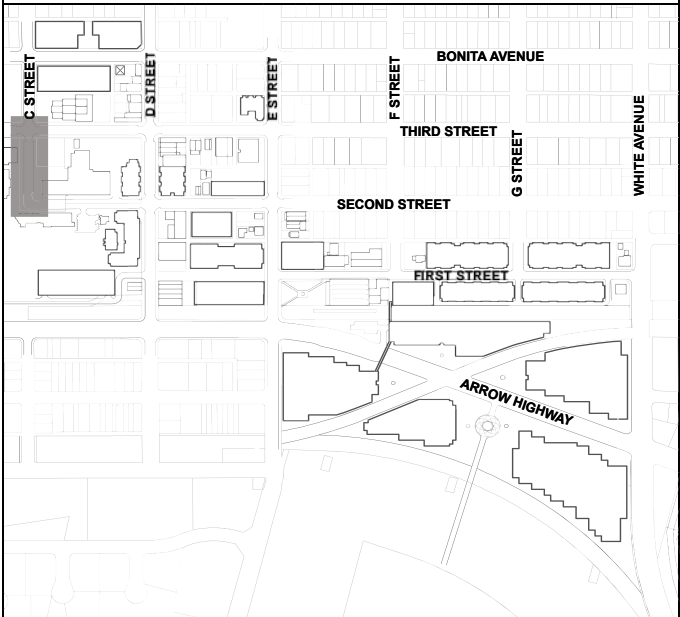 BONITA AVENUE
C STREET
D STREET
E STREET
F STREET
THIRD STREET
G STREET
WHITE AVENUE
SECOND STREET
FIRST STREET
ARROW HIGHWAY